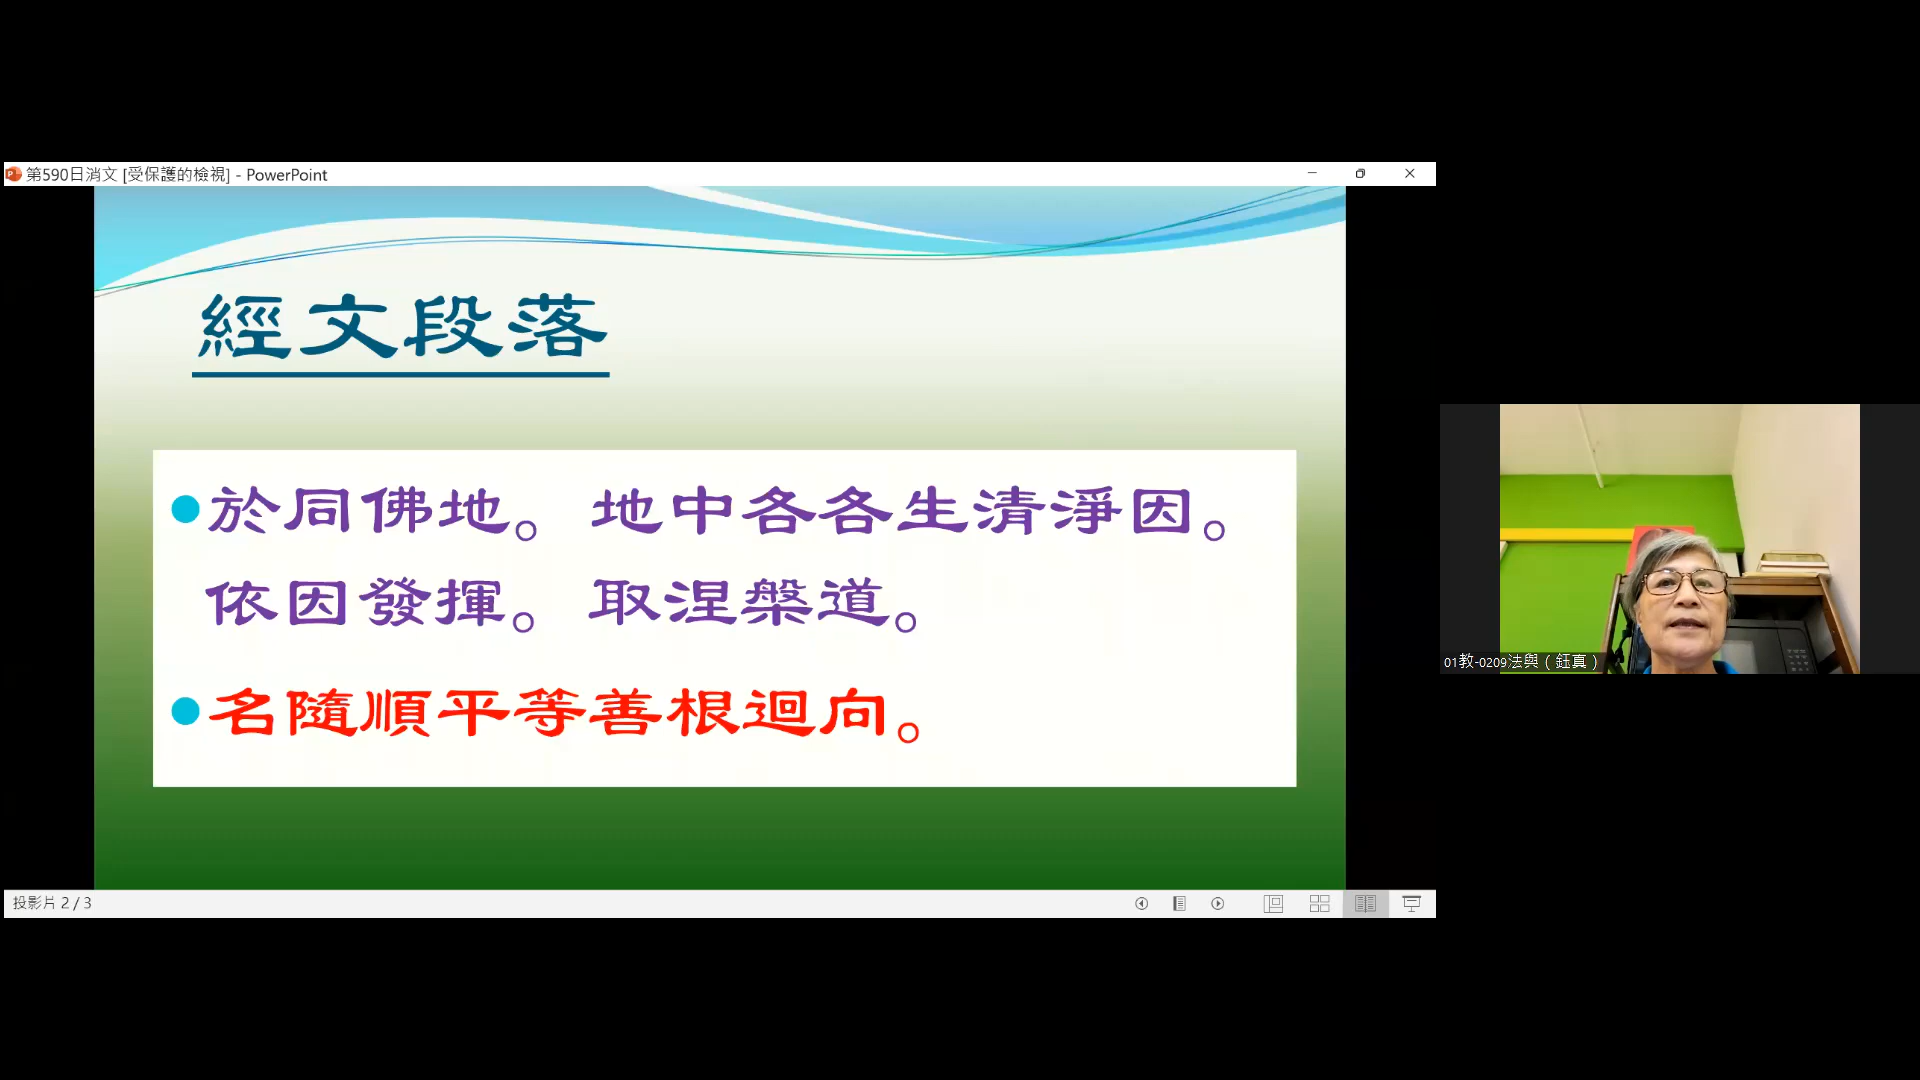 第590日消文 [受保護的檢視] - PowerPoint
經文段落
於同佛地。 地中各各生清淨因。
依因發揮。 取涅槃道。
名隨順平等善根迴向。
01教-0209法與（鈺真）
投影片 2 / 3